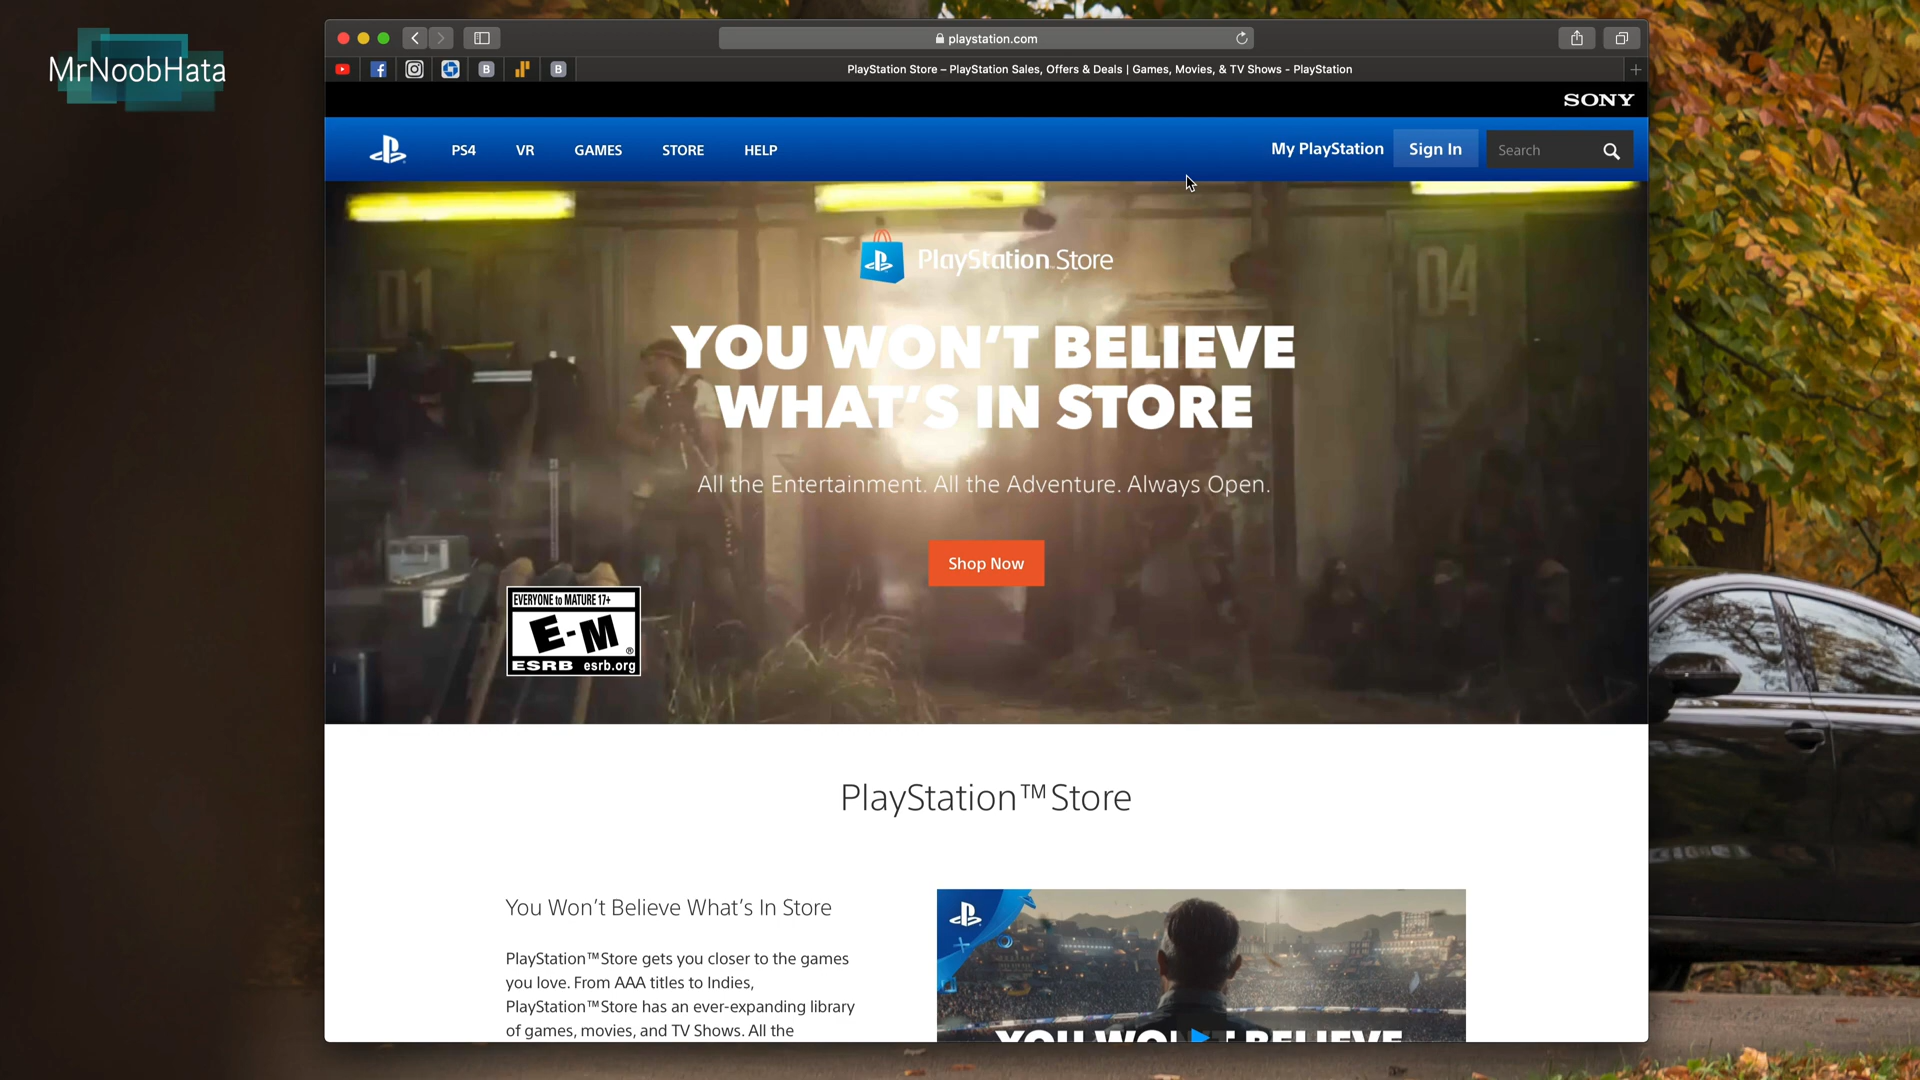 MrNoobHata
playstation.com
PlayStation Store – PlayStation Sales, Offers & Deals | Games, Movies, & TV Shows - PlayStation
SONY
PS4 VR GAMES STORE HELP My PlayStation Sign In Search
01
04
PlayStation Store
YOU WON'T BELIEVE
WHAT'S IN STORE
All the Entertainment. All the Adventure. Always Open.
Shop Now
EVERYONE to MATURE 17+
E-M
ESRB esrb.org
PlayStation™Store
You Won't Believe What's In Store
PlayStation™Store gets you closer to the games
you love. From AAA titles to Indies,
PlayStation™Store has an ever-expanding library
of games, movies, and TV Shows. All the
YOU WON'T BELIEVE